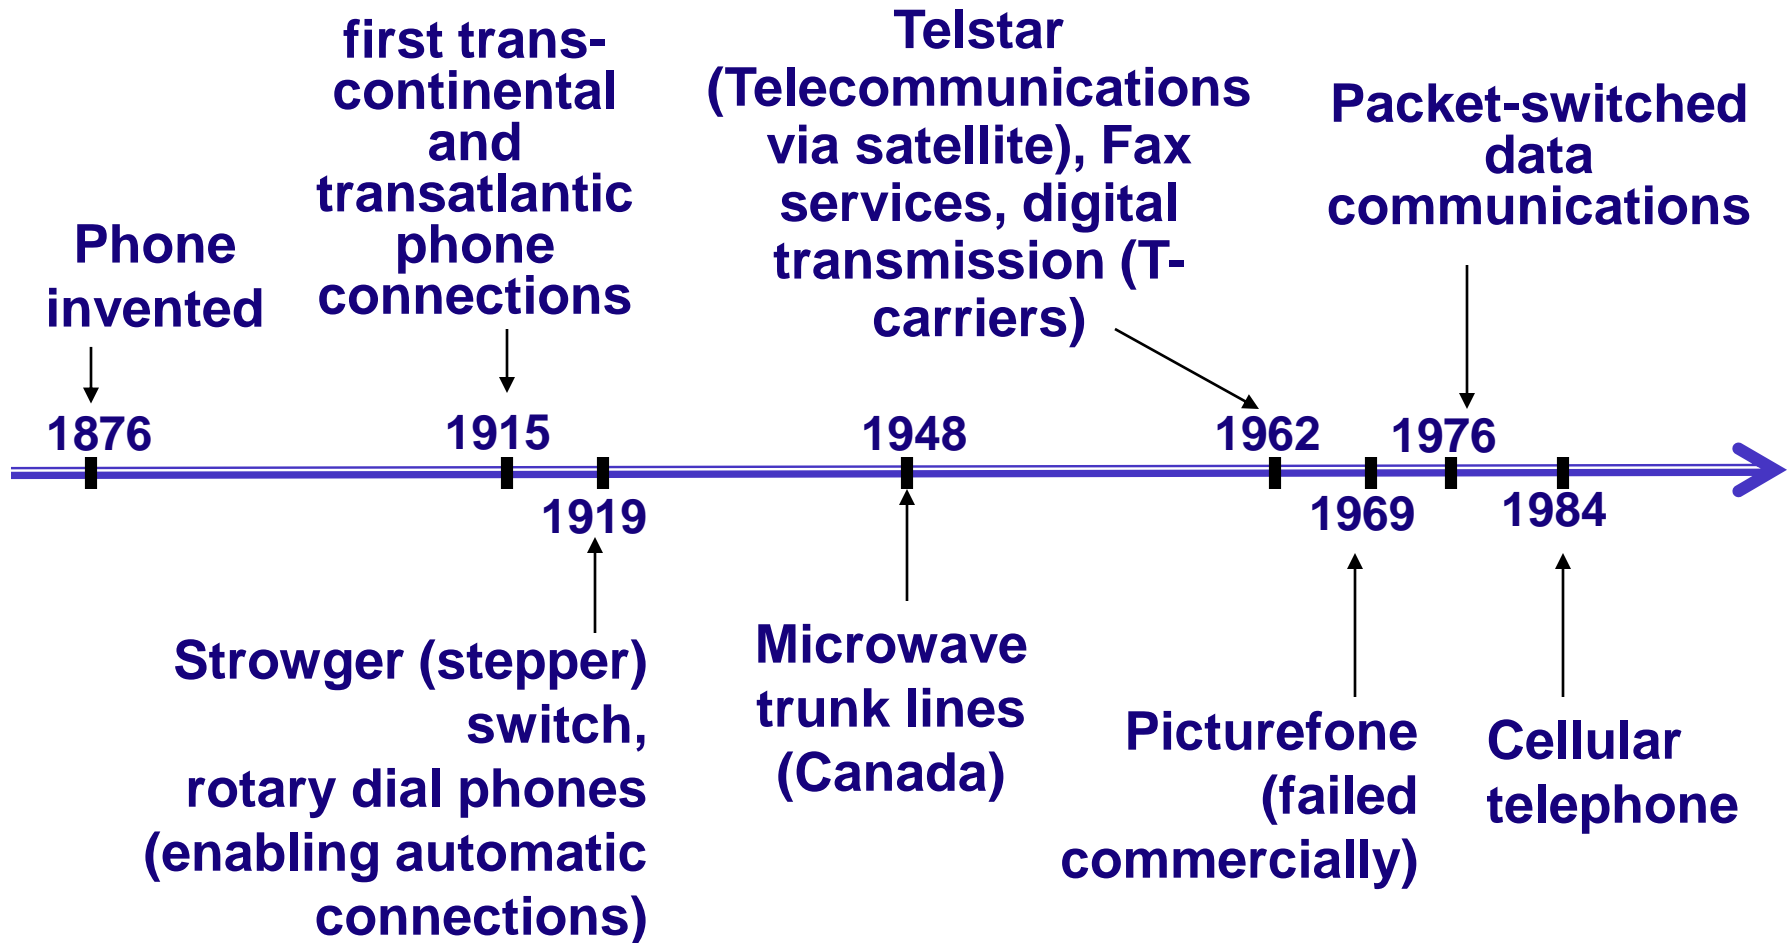 Phone
invented
1876
first trans-
continental
and
transatlantic
phone
connections
1915
Strowger (stepper)
switch,
rotary dial phones
(enabling automatic
connections)
1919
Microwave
trunk lines
(Canada)
1948
Telstar
(Telecommunications
via satellite), Fax
services, digital
transmission (T-
carriers)
1962
Picturefone
(failed
commercially)
1969
Packet-switched
data
communications
1976
Cellular
telephone
1984